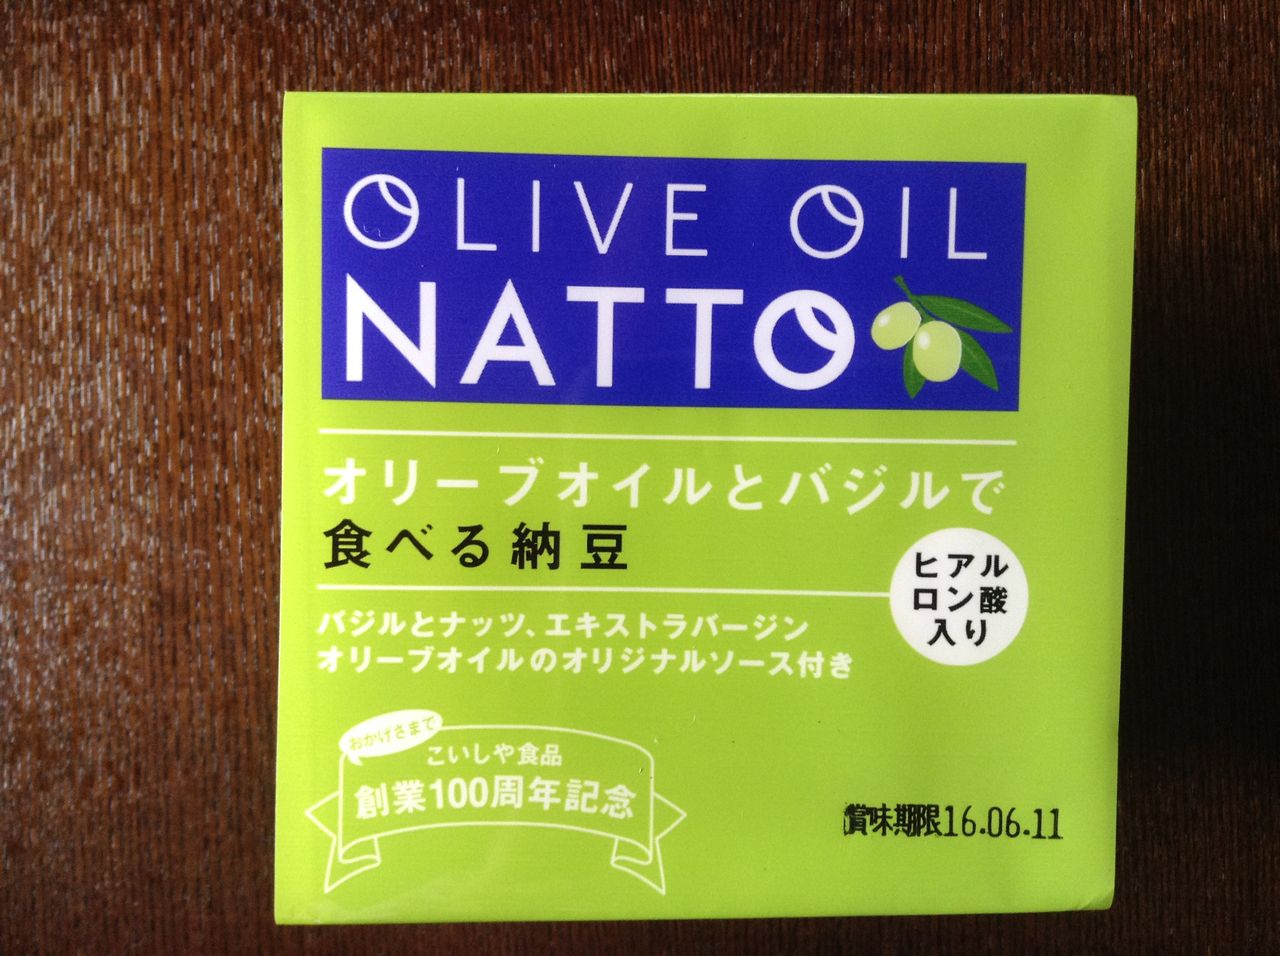 OLIVE OIL
NATTO
オリーブオイルとバジルで
食べる納豆
ヒアル
ロン酸
入り
バジルとナッツ、エキストラバージン
オリーブオイルのオリジナルソース付き
おかげさまで
こいしや食品
創業100周年記念
賞味期限16.06.11